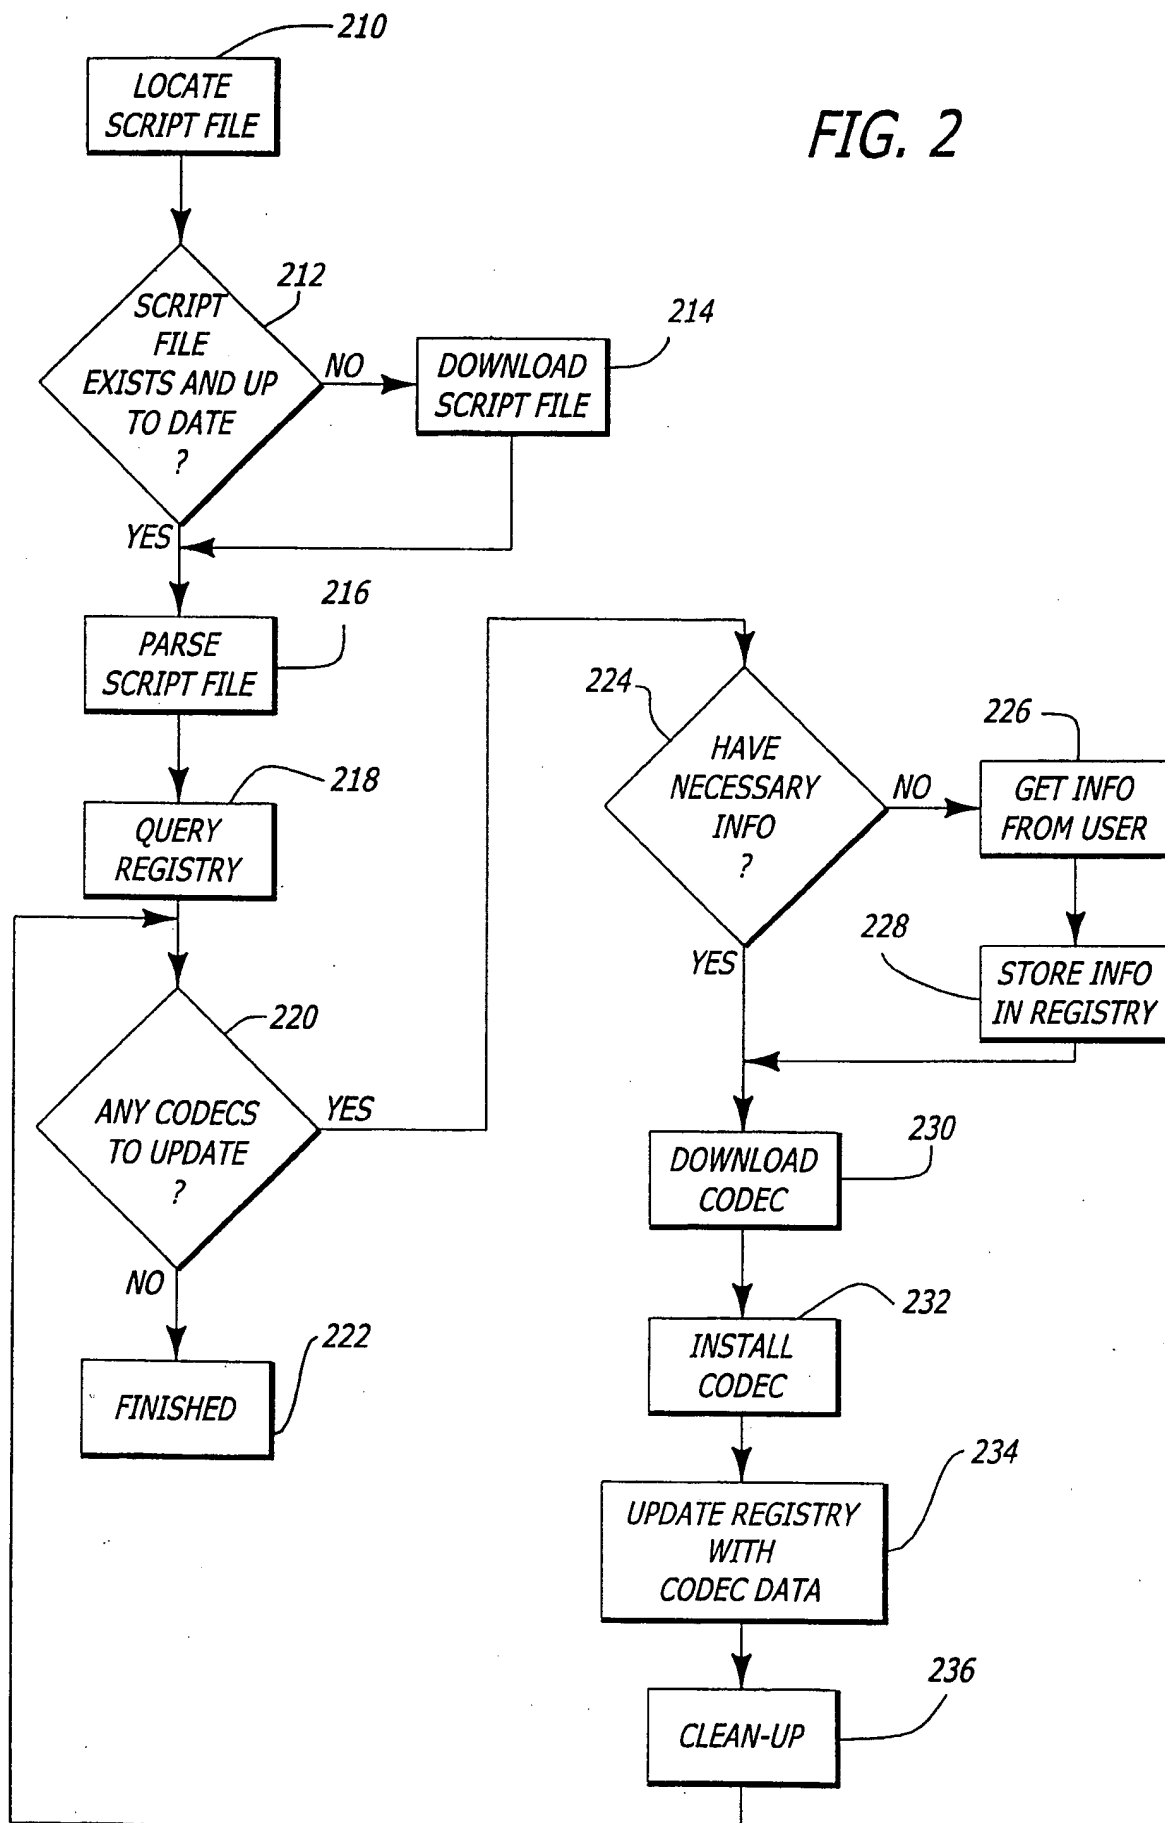 210
LOCATE
SCRIPT FILE
FIG. 2
212
SCRIPT
FILE
EXISTS AND UP
TO DATE
?
NO
214
DOWNLOAD
SCRIPT FILE
YES
216
PARSE
SCRIPT FILE
218
QUERY
REGISTRY
220
ANY CODECS
TO UPDATE
?
YES
NO
222
FINISHED
224
HAVE
NECESSARY
INFO
?
NO
226
GET INFO
FROM USER
228
STORE INFO
IN REGISTRY
YES
230
DOWNLOAD
CODEC
232
INSTALL
CODEC
234
UPDATE REGISTRY
WITH
CODEC DATA
236
CLEAN-UP